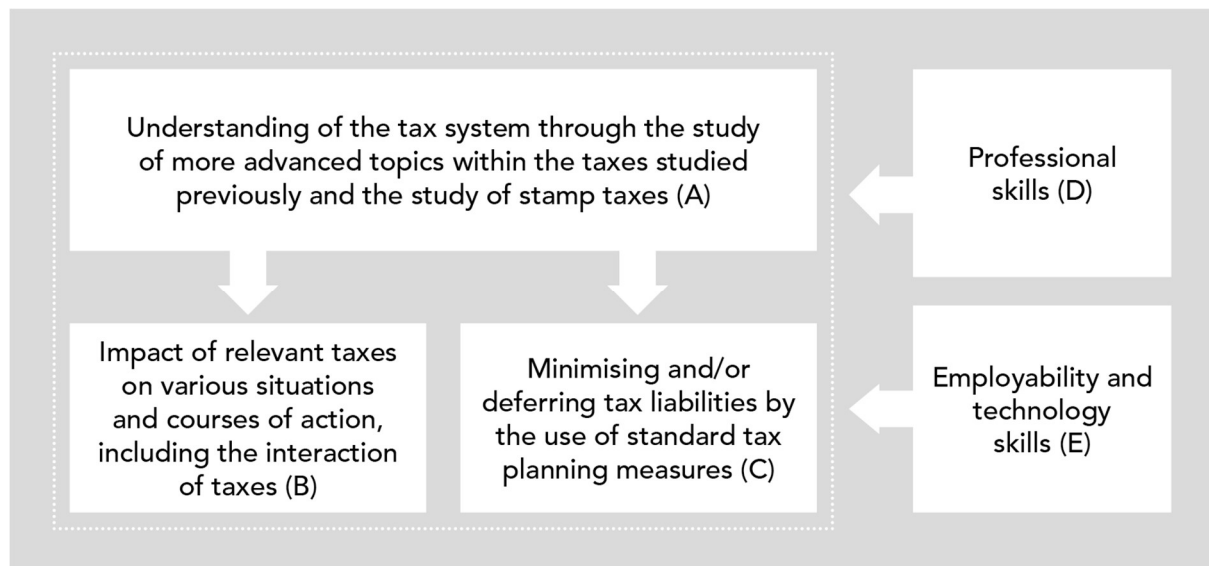 Understanding of the tax system through the study
of more advanced topics within the taxes studied
previously and the study of stamp taxes (A)
Professional
skills (D)
Impact of relevant taxes
on various situations
and courses of action,
including the interaction
of taxes (B)
Minimising and/or
deferring tax liabilities by
the use of standard tax
planning measures (C)
Employability and
technology
skills (E)